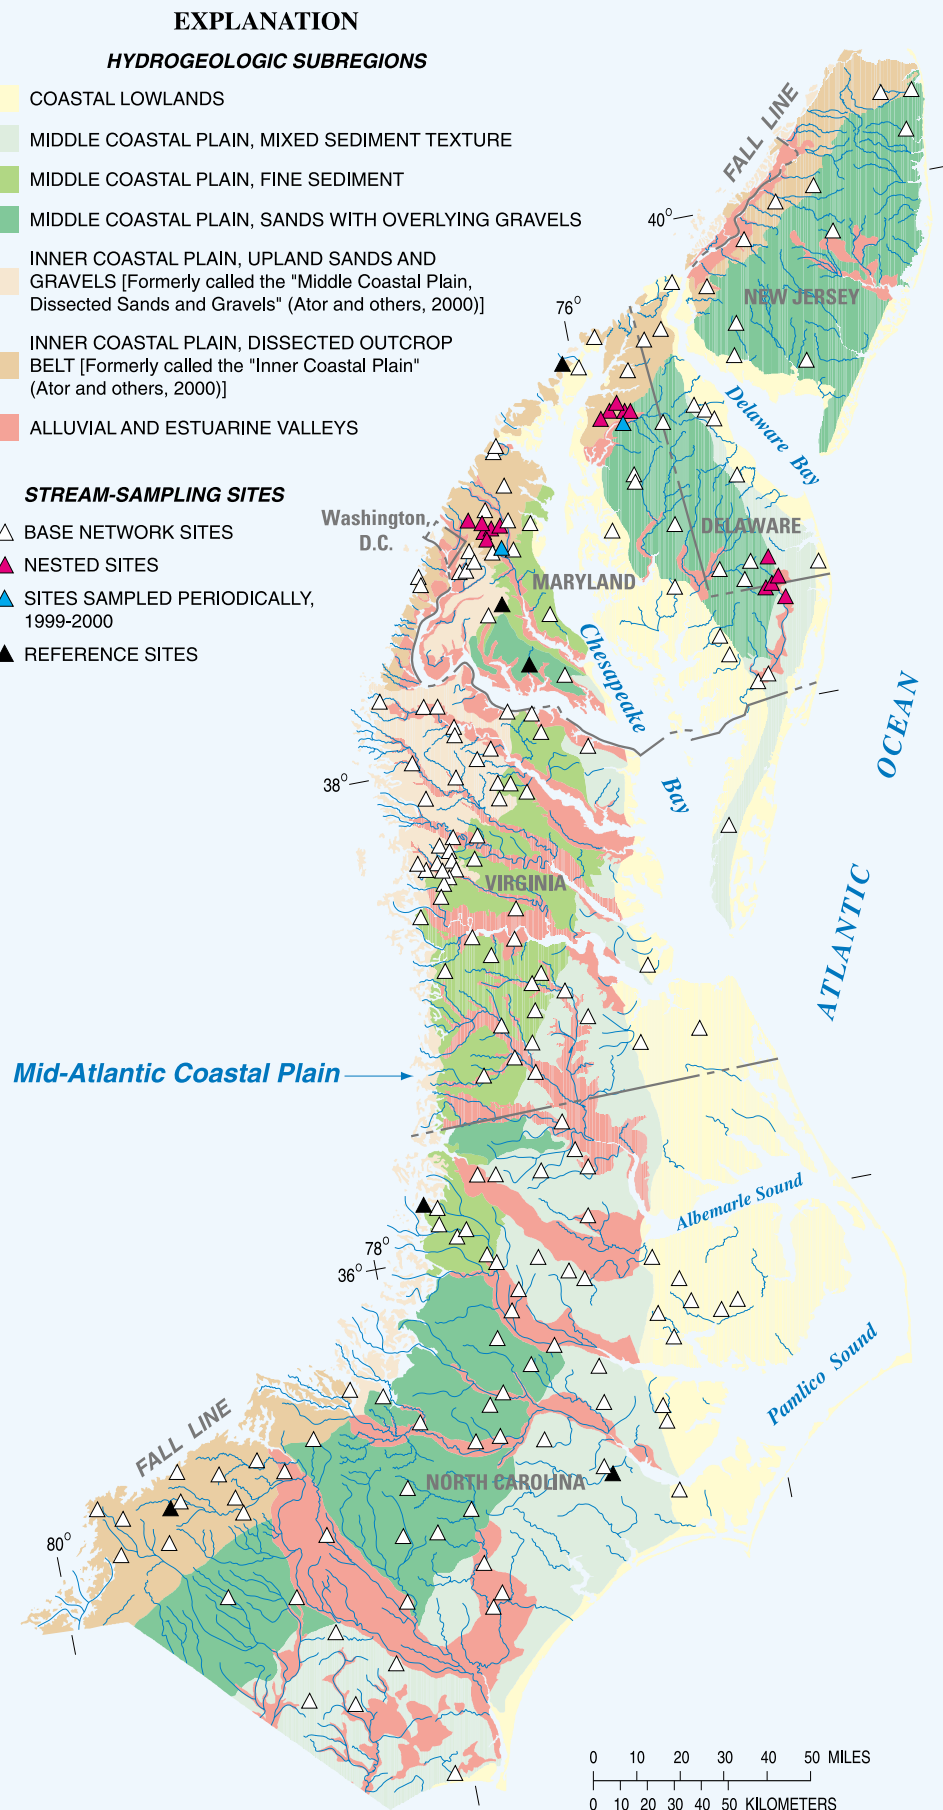 EXPLANATION
HYDROGEOLOGIC SUBREGIONS
COASTAL LOWLANDS
MIDDLE COASTAL PLAIN, MIXED SEDIMENT TEXTURE
MIDDLE COASTAL PLAIN, FINE SEDIMENT
MIDDLE COASTAL PLAIN, SANDS WITH OVERLYING GRAVELS
INNER COASTAL PLAIN, UPLAND SANDS AND
GRAVELS [Formerly called the "Middle Coastal Plain,
Dissected Sands and Gravels" (Ator and others, 2000)]
INNER COASTAL PLAIN, DISSECTED OUTCROP
BELT [Formerly called the "Inner Coastal Plain"
(Ator and others, 2000)]
ALLUVIAL AND ESTUARINE VALLEYS
STREAM-SAMPLING SITES
BASE NETWORK SITES
NESTED SITES
SITES SAMPLED PERIODICALLY,
1999-2000
REFERENCE SITES
FALL LINE
40°
NEW JERSEY
76°
Delaware Bay
Washington,
D.C.
DELAWARE
MARYLAND
Chesapeake
Bay
OCEAN
ATLANTIC
38°
VIRGINIA
Mid-Atlantic Coastal Plain
Albemarle Sound
78°
36°
Pamlico Sound
FALL LINE
NORTH CAROLINA
80°
0 10 20 30 40 50 MILES
0 10 20 30 40 50 KILOMETERS